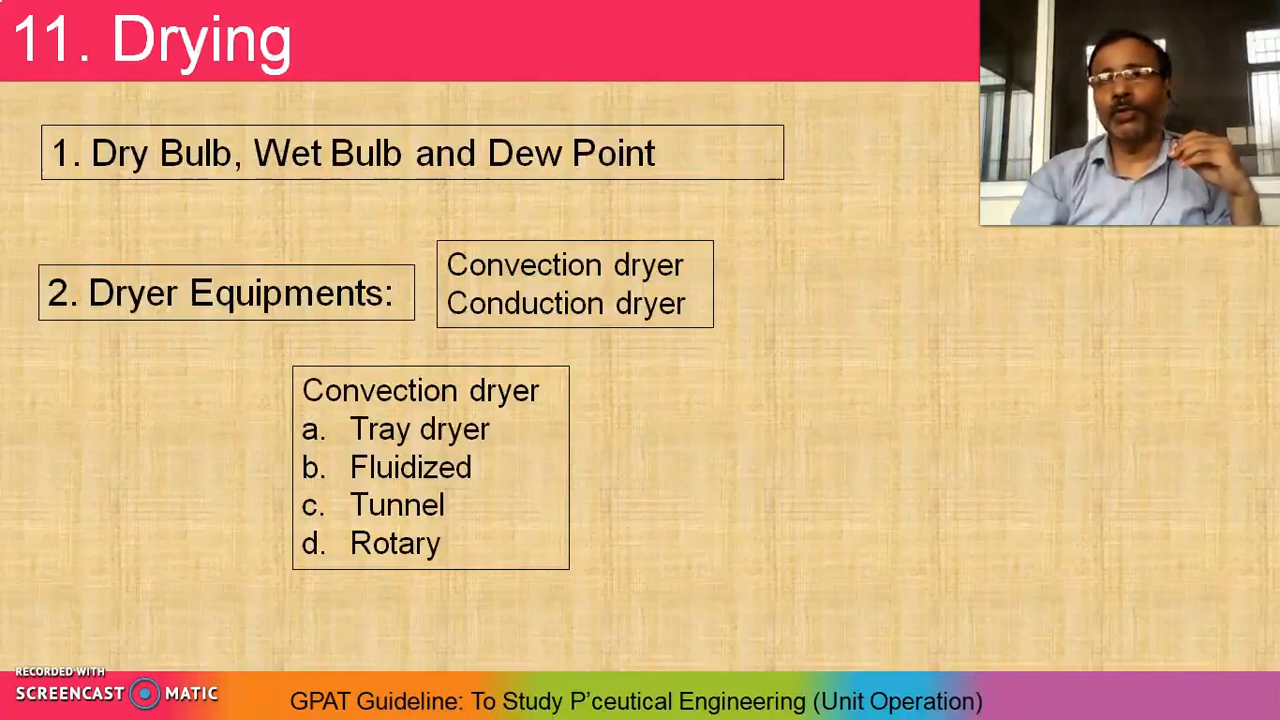 11. Drying
1. Dry Bulb, Wet Bulb and Dew Point
2. Dryer Equipments:
Convection dryer
Conduction dryer
Convection dryer
a. Tray dryer
b. Fluidized
c. Tunnel
d. Rotary
RECORDED WITH
SCREENCAST MATIC
GPAT Guideline: To Study P'ceutical Engineering (Unit Operation)